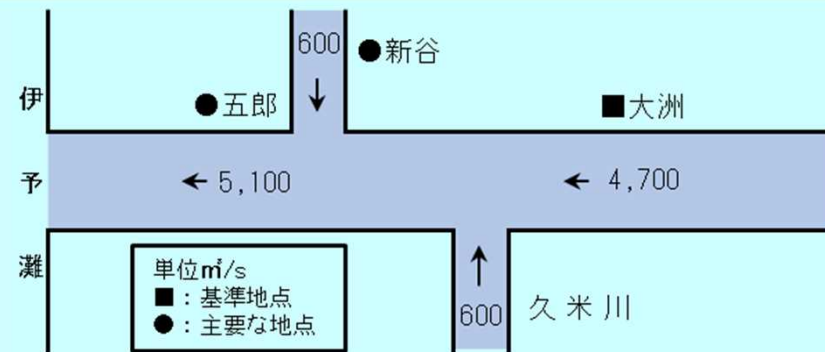 600
●新谷
●五郎
■大洲
伊予灘
← 5,100
← 4,700
単位㎥/s
■：基準地点
●：主要な地点
600
久米川